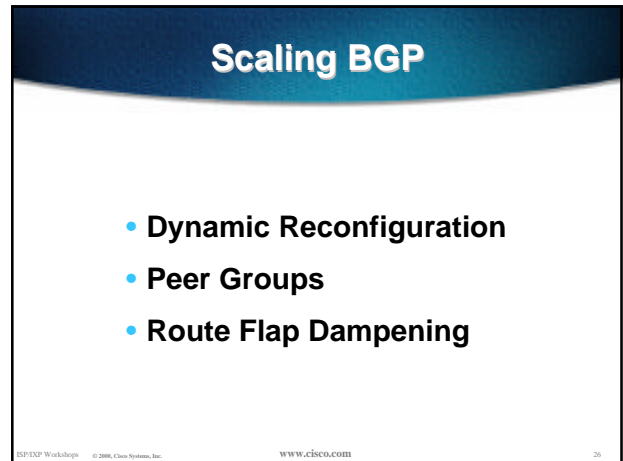 Scaling BGP
• Dynamic Reconfiguration
• Peer Groups
• Route Flap Dampening
ISP/IXP Workshops © 2000, Cisco Systems, Inc. www.cisco.com 26